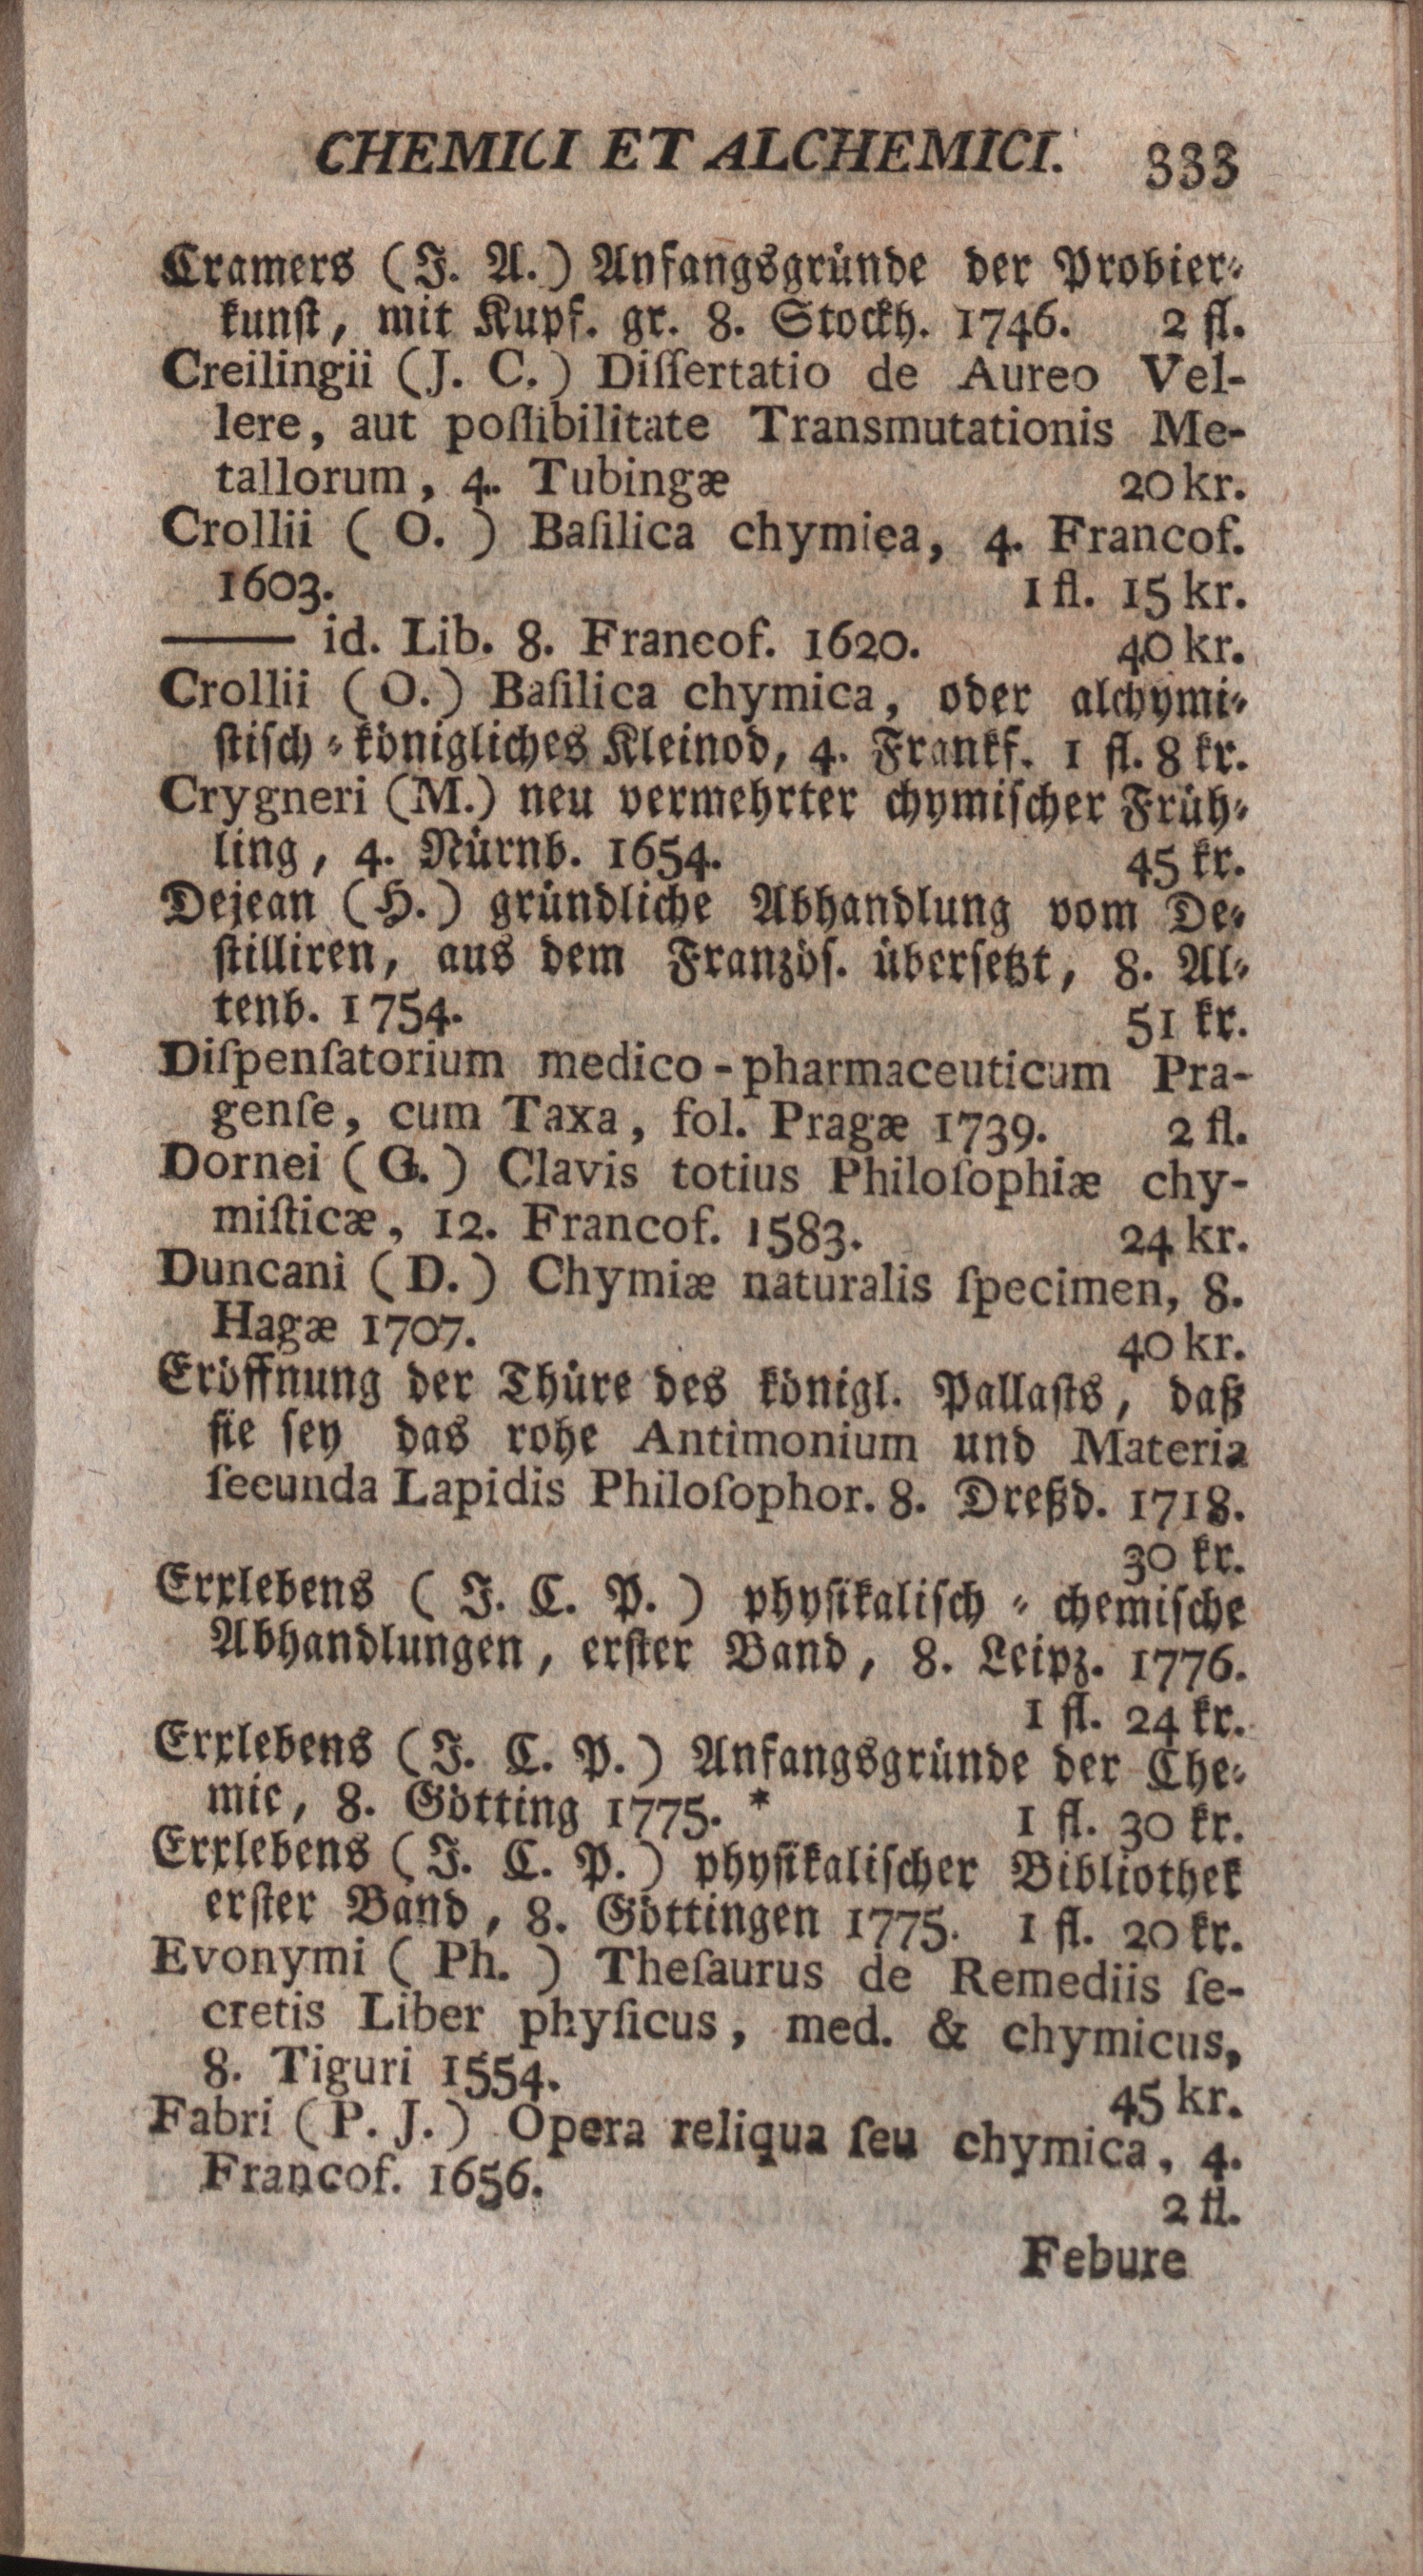 CHEMICI ET ALCHEMICI. 333
Cramers (J. A.) Anfangsgründe der Probier-
kunst, mit Kupf. gr. 8. Stockh. 1746. 2 fl.
Creilingii (J. C.) Diſſertatio de Aureo Vel-
lere, aut poſſibilitate Transmutationis Me-
tallorum, 4. Tubingæ 20 kr.
Crollii ( O. ) Baſilica chymica, 4. Francof.
1603. 1 fl. 15 kr.
—— id. Lib. 8. Francof. 1620. 40 kr.
Crollii (O.) Baſilica chymica, oder alchymi-
ſtiſch-königliches Kleinod, 4. Frankf. 1 fl. 8 kr.
Crygneri (M.) neu vermehrter chymiſcher Früh-
ling, 4. Nürnb. 1654. 45 kr.
Dejean (H.) gründliche Abhandlung vom De-
ſtilliren, aus dem Franzöſ. überſetzt, 8. Al-
tenb. 1754. 51 kr.
Diſpenſatorium medico-pharmaceuticum Pra-
genſe, cum Taxa, fol. Pragæ 1739. 2 fl.
Dornei (G.) Clavis totius Philoſophiæ chy-
miſticæ, 12. Francof. 1583. 24 kr.
Duncani (D.) Chymiæ naturalis ſpecimen, 8.
Hagæ 1707. 40 kr.
Eröffnung der Thüre des königl. Pallaſts, daß
ſie ſey das rohe Antimonium und Materia
ſecunda Lapidis Philoſophor. 8. Dreßd. 1718.
30 kr.
Erxlebens ( J. C. P. ) phyſikaliſch-chemiſche
Abhandlungen, erſter Band, 8. Leipz. 1776.
1 fl. 24 kr.
Erxlebens (J. C. P.) Anfangsgründe der Che-
mie, 8. Götting 1775. * 1 fl. 30 kr.
Erxlebens (J. C. P.) phyſikaliſcher Bibliothek
erſter Band, 8. Göttingen 1775. 1 fl. 20 kr.
Evonymi ( Ph. ) Theſaurus de Remediis ſe-
cretis Liber phyſicus, med. & chymicus,
8. Tiguri 1554. 45 kr.
Fabri (P. J.) Opera reliqua ſeu chymica, 4.
Francof. 1656. 2 fl.
Febure